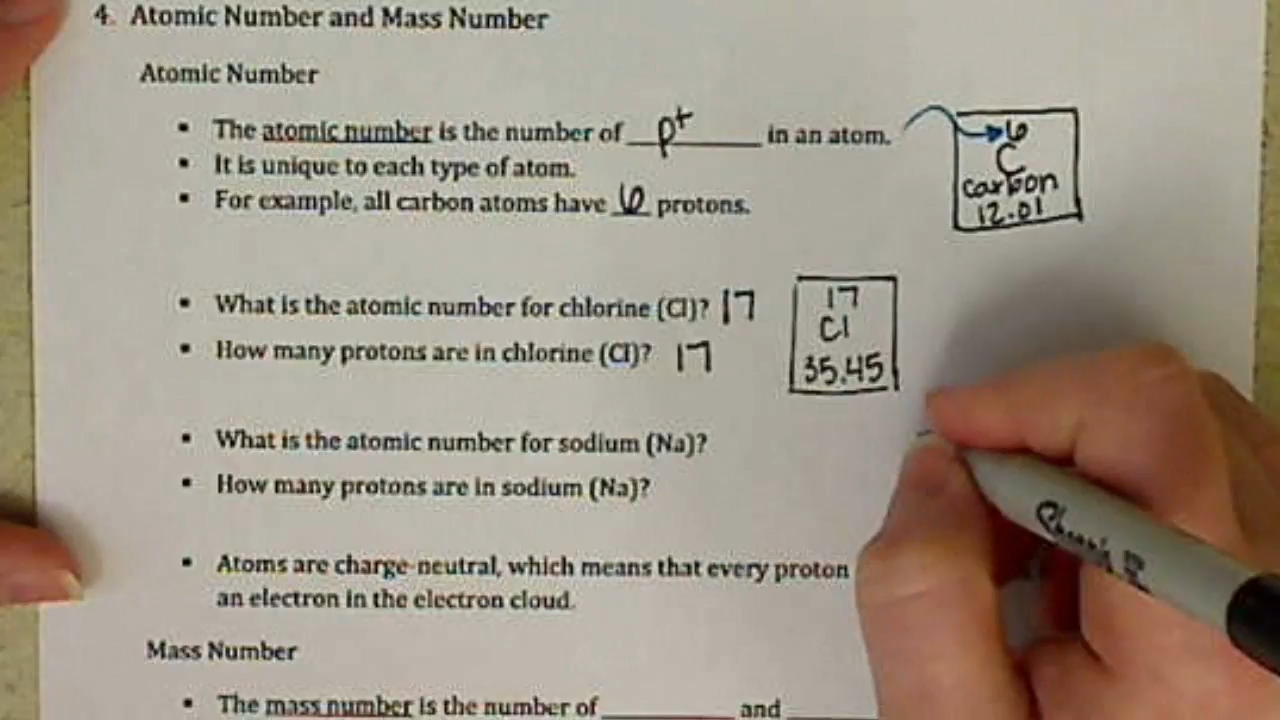 4. Atomic Number and Mass Number
Atomic Number
▪ The atomic number is the number of p+ in an atom.
▪ It is unique to each type of atom.
▪ For example, all carbon atoms have 6 protons.
6
C
carbon
12.01
▪ What is the atomic number for chlorine (Cl)? 17
▪ How many protons are in chlorine (Cl)? 17
17
Cl
35.45
▪ What is the atomic number for sodium (Na)?
▪ How many protons are in sodium (Na)?
▪ Atoms are charge-neutral, which means that every proton
an electron in the electron cloud.
Mass Number
▪ The mass number is the number of ________ and ________